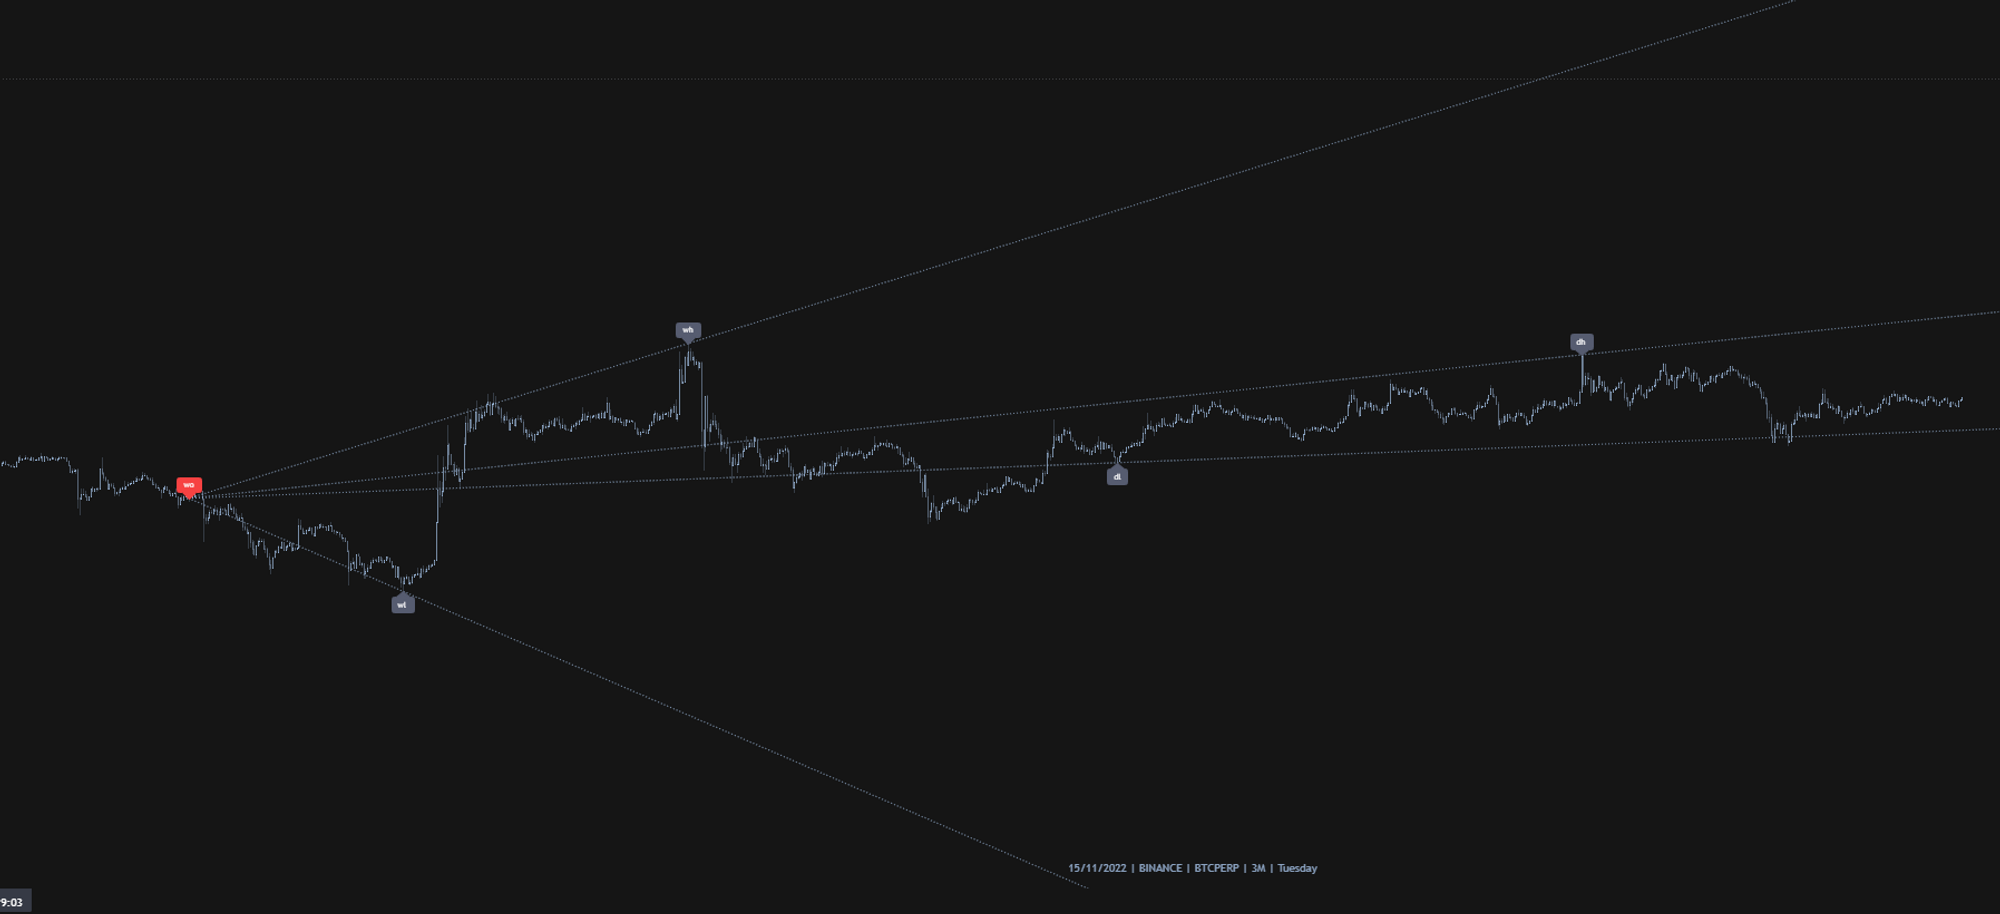 wh
dh
wo
dl
wl
15/11/2022 | BINANCE | BTCPERP | 3M | Tuesday
9:03